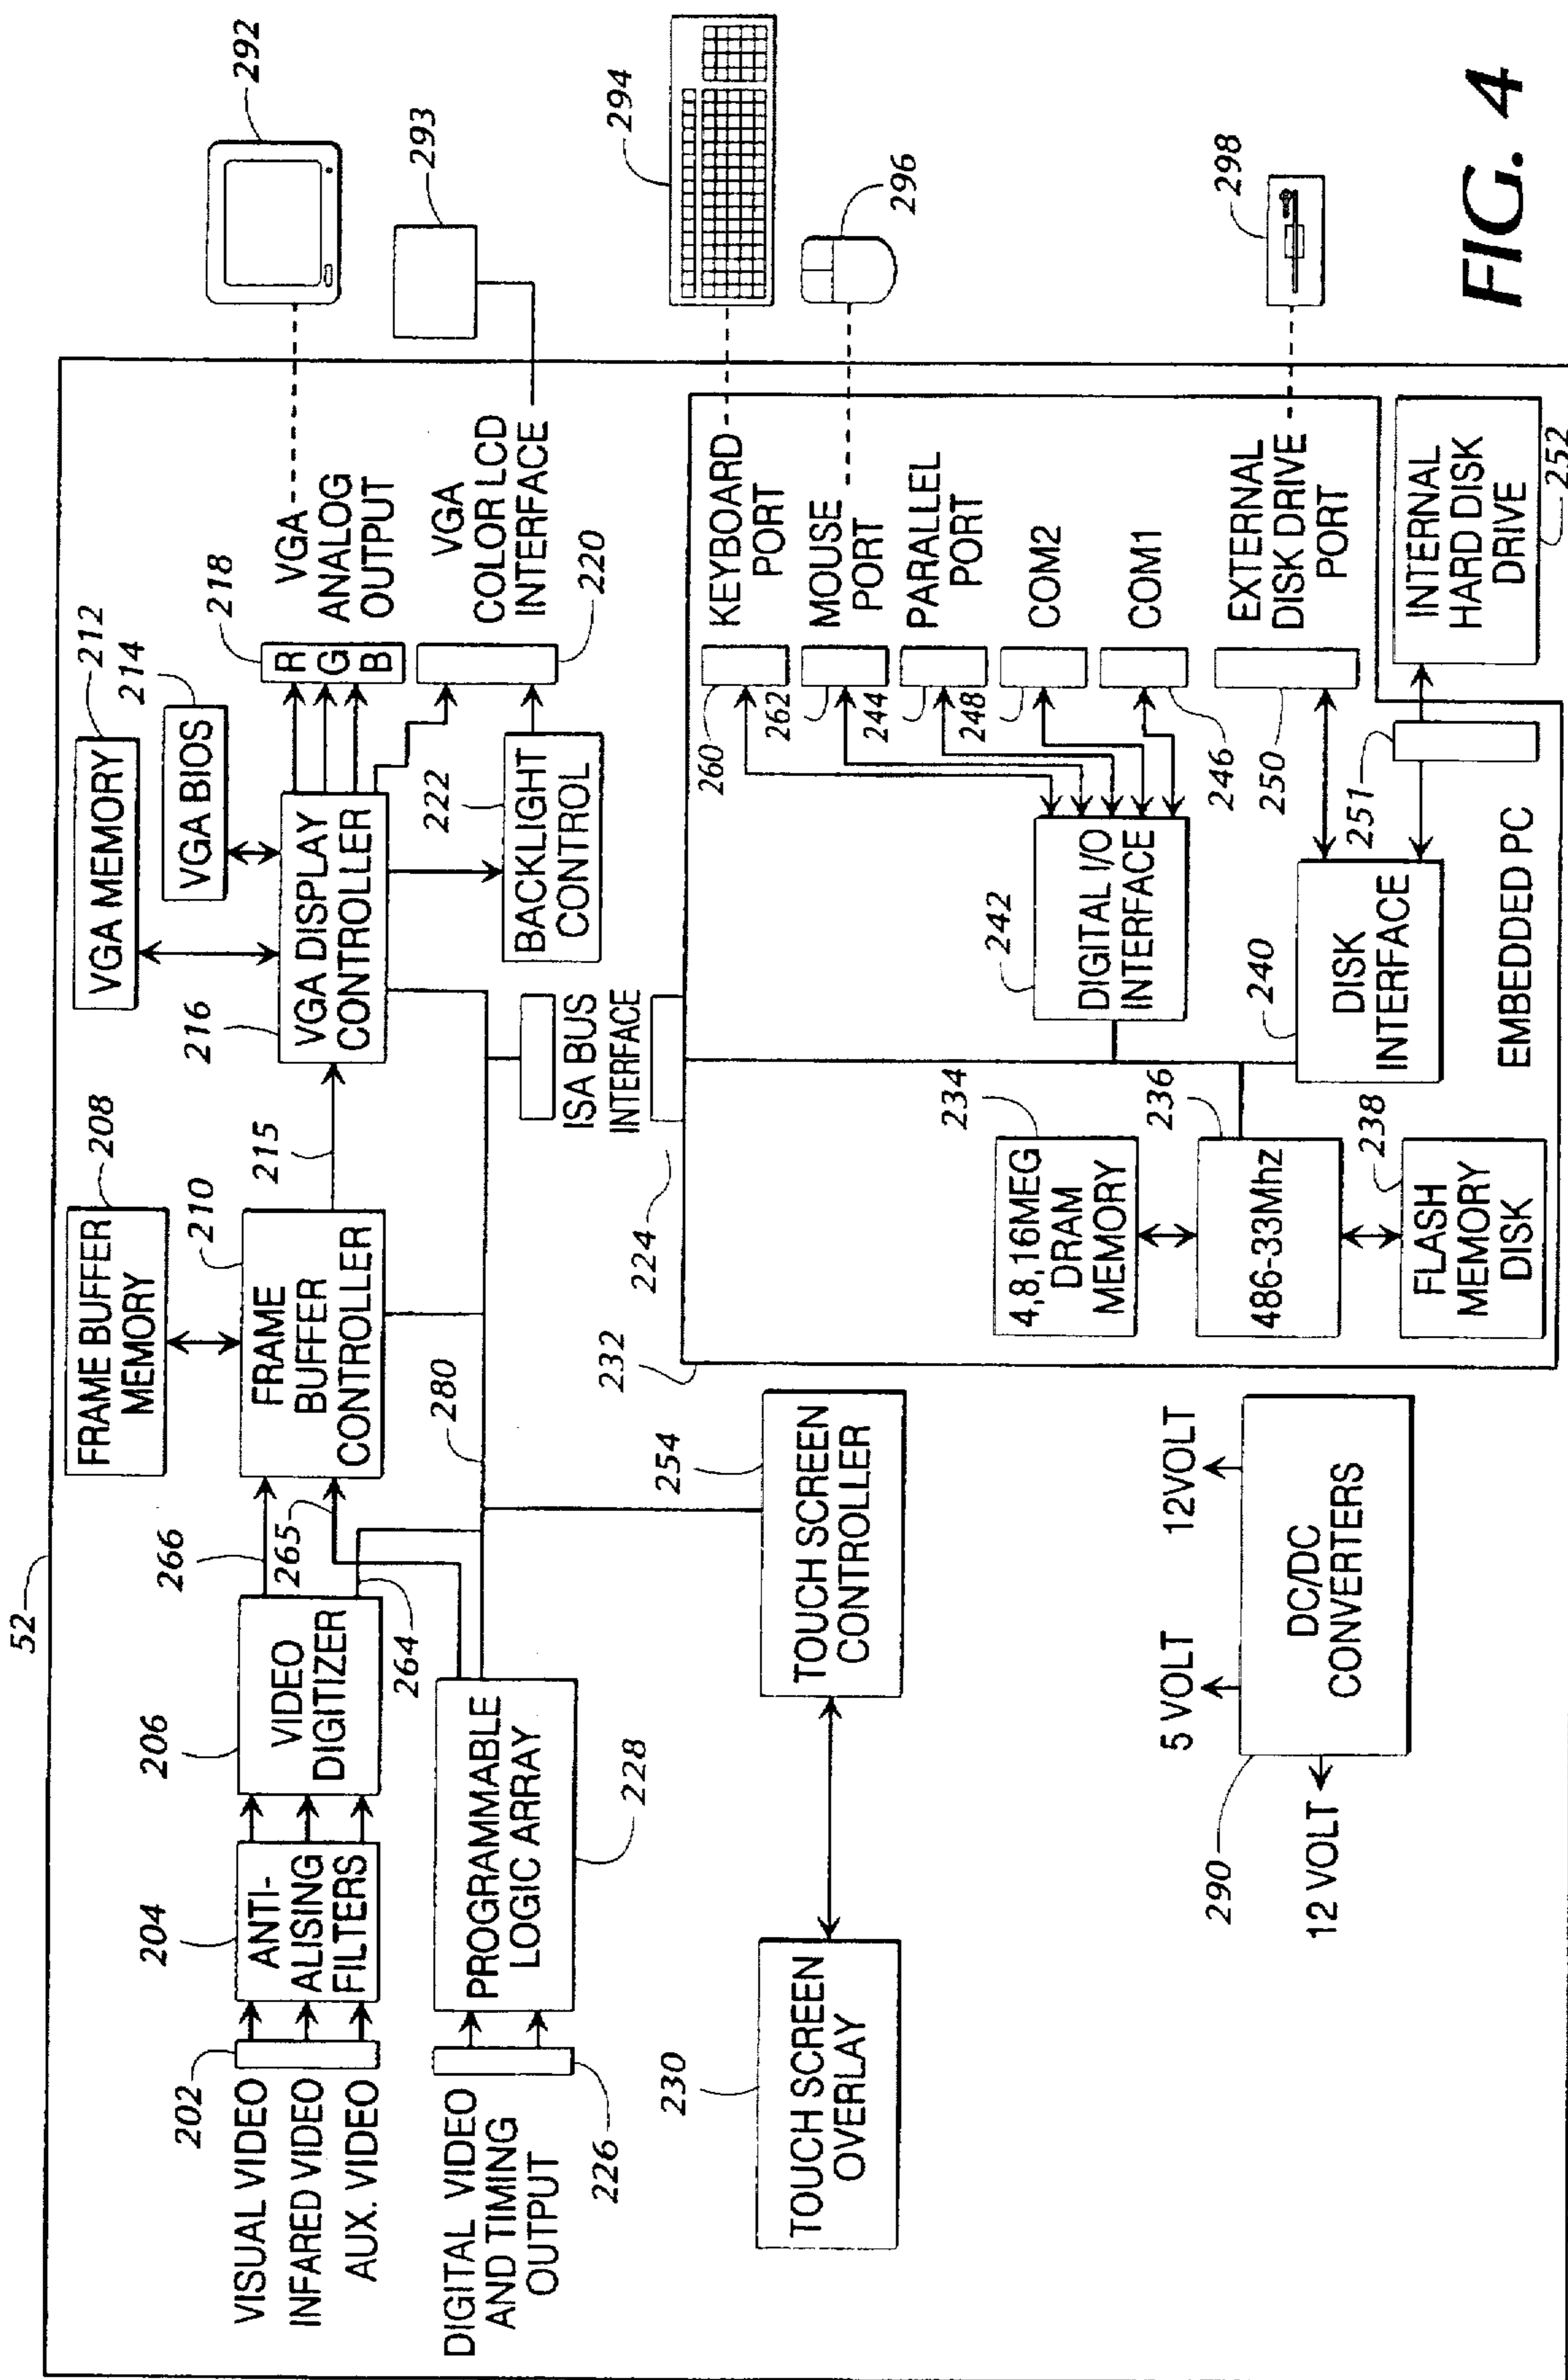 52
VISUAL VIDEO
INFARED VIDEO
AUX. VIDEO
202
204
ANTI-
ALISING
FILTERS
206
VIDEO
DIGITIZER
266
265
264
FRAME BUFFER
MEMORY
208
210
FRAME
BUFFER
CONTROLLER
215
VGA MEMORY
212
VGA BIOS
214
216
VGA DISPLAY
CONTROLLER
218
R
G
B
VGA
ANALOG
OUTPUT
292
293
VGA
COLOR LCD
INTERFACE
220
222
BACKLIGHT
CONTROL
DIGITAL VIDEO
AND TIMING
OUTPUT
226
PROGRAMMABLE
LOGIC ARRAY
228
280
ISA BUS
INTERFACE
224
230
TOUCH SCREEN
OVERLAY
TOUCH SCREEN
CONTROLLER
254
232
260
KEYBOARD
PORT
294
262
MOUSE
PORT
296
244
PARALLEL
PORT
248
COM2
COM1
246
242
DIGITAL I/O
INTERFACE
234
4,8,16MEG
DRAM
MEMORY
236
486-33Mhz
238
FLASH
MEMORY
DISK
240
DISK
INTERFACE
250
EXTERNAL
DISK DRIVE
PORT
298
251
INTERNAL
HARD DISK
DRIVE
252
EMBEDDED PC
5 VOLT
12VOLT
290
12 VOLT
DC/DC
CONVERTERS
FIG. 4